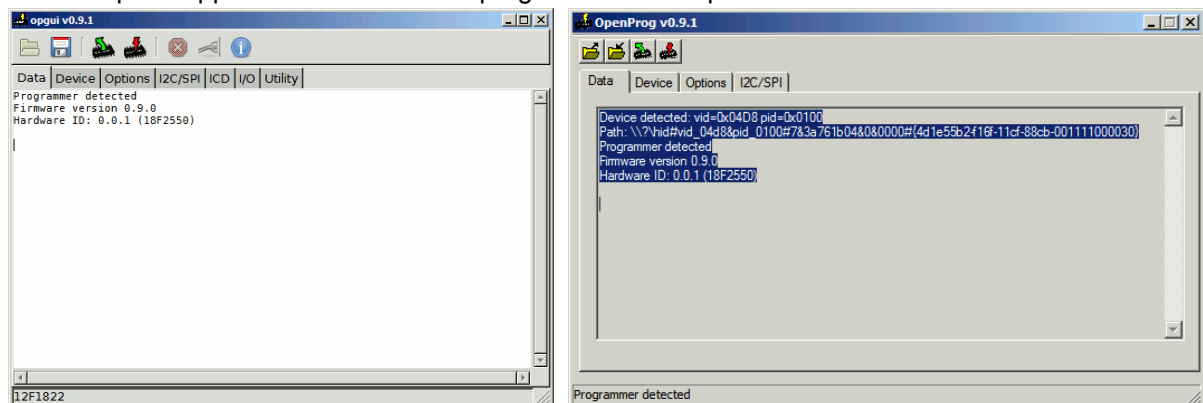 opgui v0.9.1
Data Device Options I2C/SPI ICD I/O Utility
Programmer detected
Firmware version 0.9.0
Hardware ID: 0.0.1 (18F2550)
12F1822
OpenProg v0.9.1
Data Device Options I2C/SPI
Device detected: vid=0x04D8 pid=0x0100
Path: \\?\hid#vid_04d8&pid_0100#7&3a761b04&0&0000#{4d1e55b2-f16f-11cf-88cb-001111000030}
Programmer detected
Firmware version 0.9.0
Hardware ID: 0.0.1 (18F2550)
Programmer detected